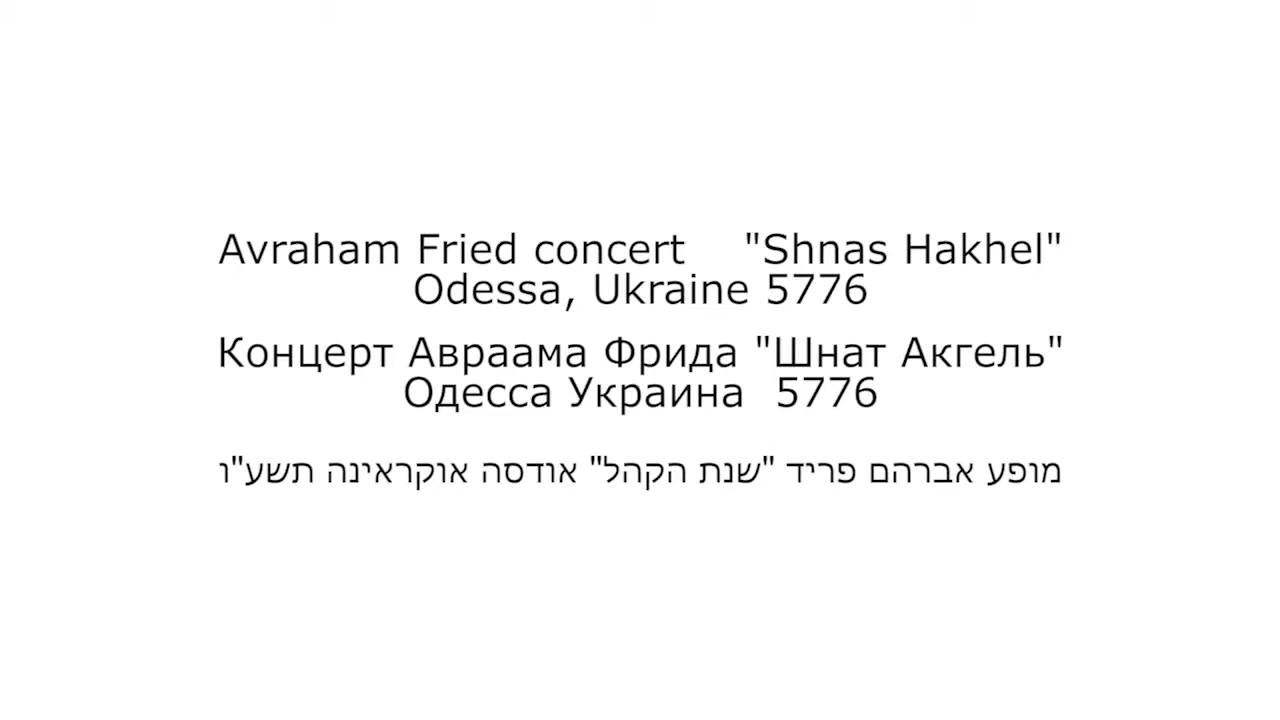 Avraham Fried concert "Shnas Hakhel"
Odessa, Ukraine 5776
Концерт Авраама Фрида "Шнат Акгель"
Одесса Украина 5776
מופע אברהם פריד "שנת הקהל" אודסה אוקראינה תשע"ו